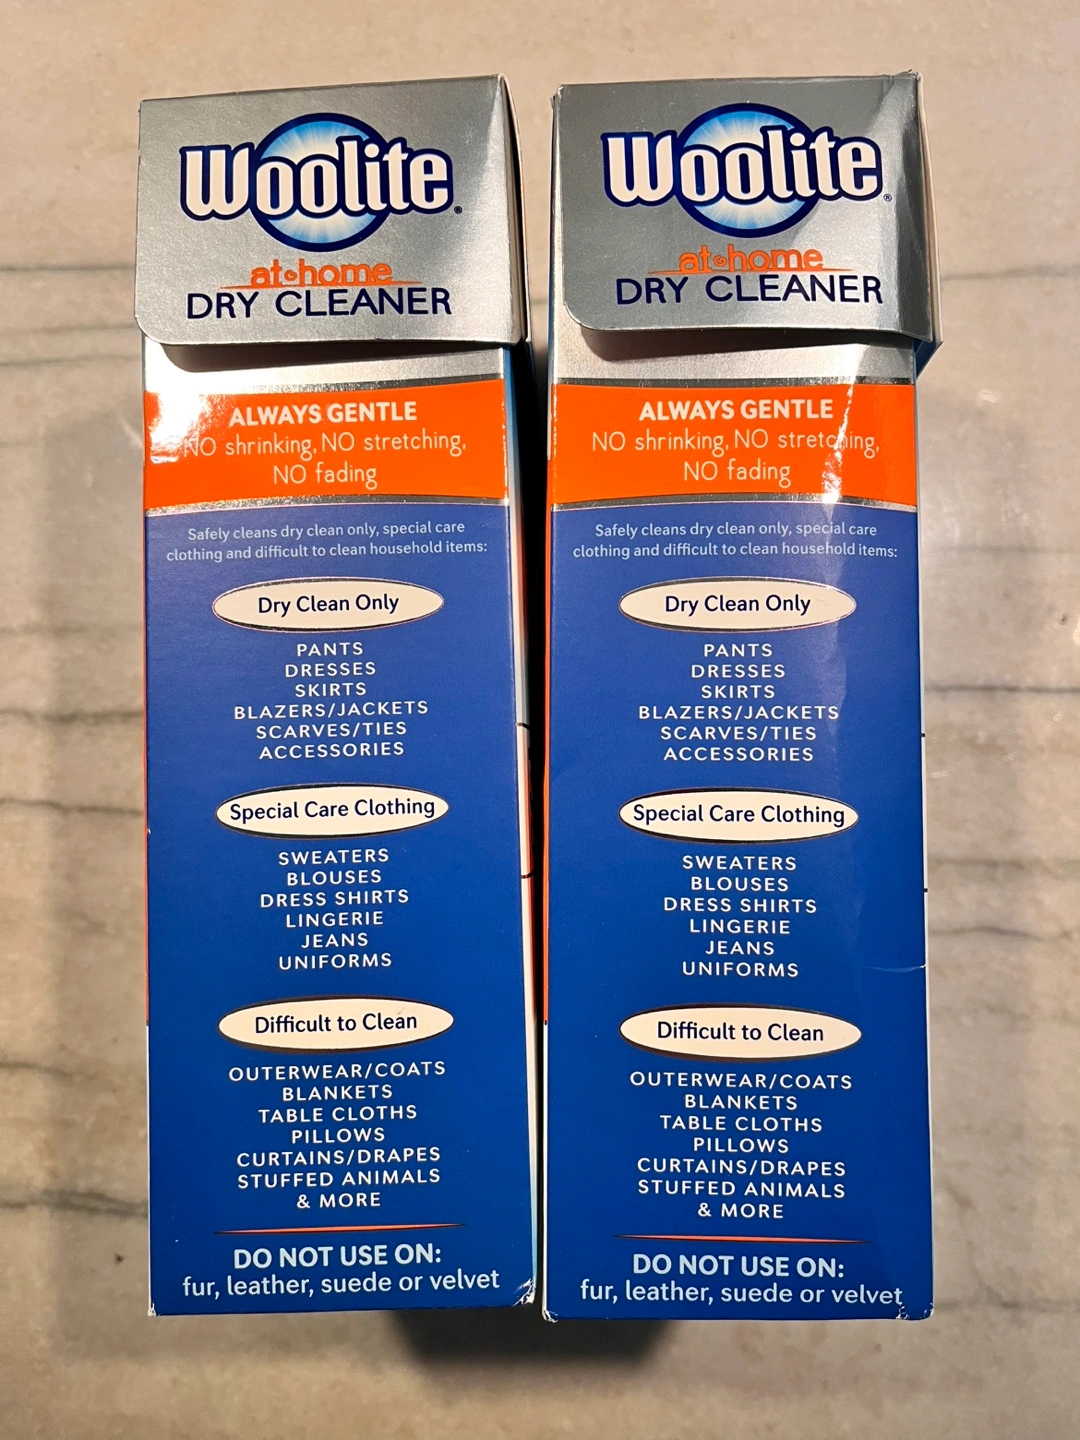 Woolite®
at home
DRY CLEANER
ALWAYS GENTLE
NO shrinking, NO stretching,
NO fading
Safely cleans dry clean only, special care
clothing and difficult to clean household items:
Dry Clean Only
PANTS
DRESSES
SKIRTS
BLAZERS/JACKETS
SCARVES/TIES
ACCESSORIES
Special Care Clothing
SWEATERS
BLOUSES
DRESS SHIRTS
LINGERIE
JEANS
UNIFORMS
Difficult to Clean
OUTERWEAR/COATS
BLANKETS
TABLE CLOTHS
PILLOWS
CURTAINS/DRAPES
STUFFED ANIMALS
& MORE
DO NOT USE ON:
fur, leather, suede or velvet
Woolite®
at home
DRY CLEANER
ALWAYS GENTLE
NO shrinking, NO stretching,
NO fading
Safely cleans dry clean only, special care
clothing and difficult to clean household items:
Dry Clean Only
PANTS
DRESSES
SKIRTS
BLAZERS/JACKETS
SCARVES/TIES
ACCESSORIES
Special Care Clothing
SWEATERS
BLOUSES
DRESS SHIRTS
LINGERIE
JEANS
UNIFORMS
Difficult to Clean
OUTERWEAR/COATS
BLANKETS
TABLE CLOTHS
PILLOWS
CURTAINS/DRAPES
STUFFED ANIMALS
& MORE
DO NOT USE ON:
fur, leather, suede or velvet